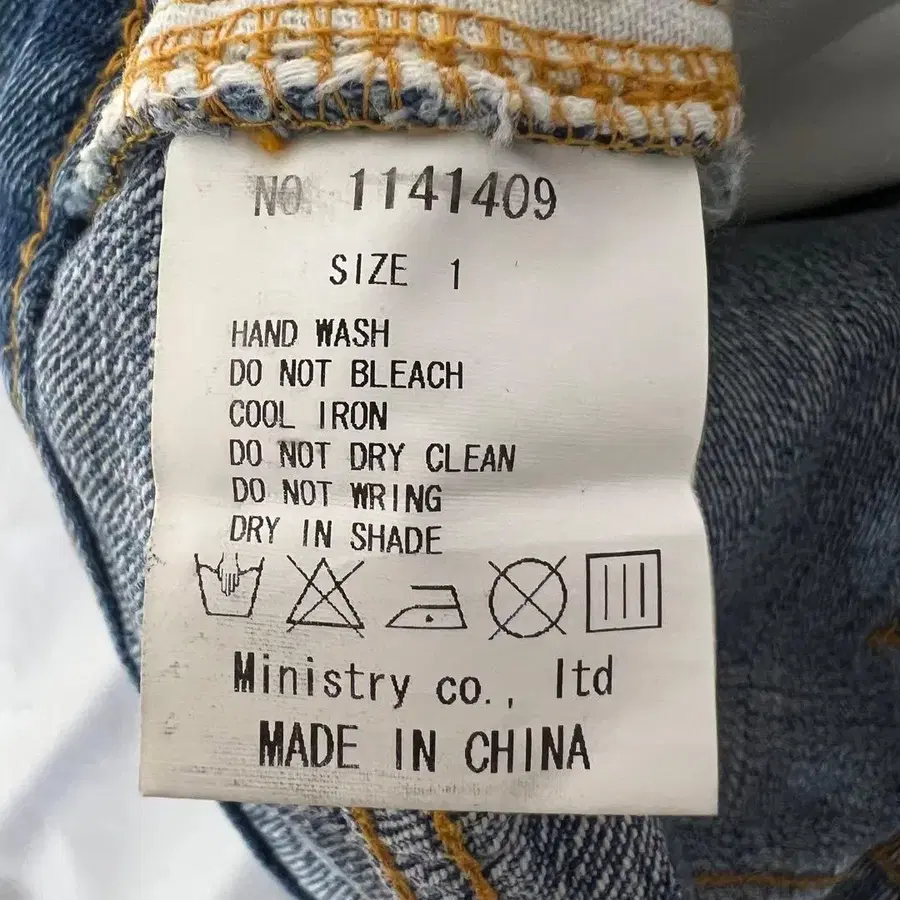 NO. 1141409
SIZE 1
HAND WASH
DO NOT BLEACH
COOL IRON
DO NOT DRY CLEAN
DO NOT WRING
DRY IN SHADE
Ministry co., ltd
MADE IN CHINA